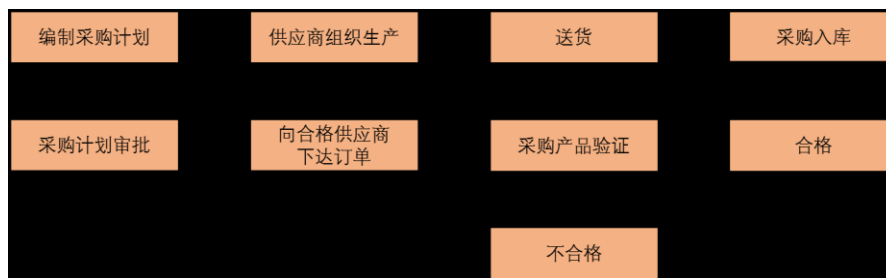 编制采购计划
供应商组织生产
送货
采购入库
采购计划审批
向合格供应商
下达订单
采购产品验证
合格
不合格